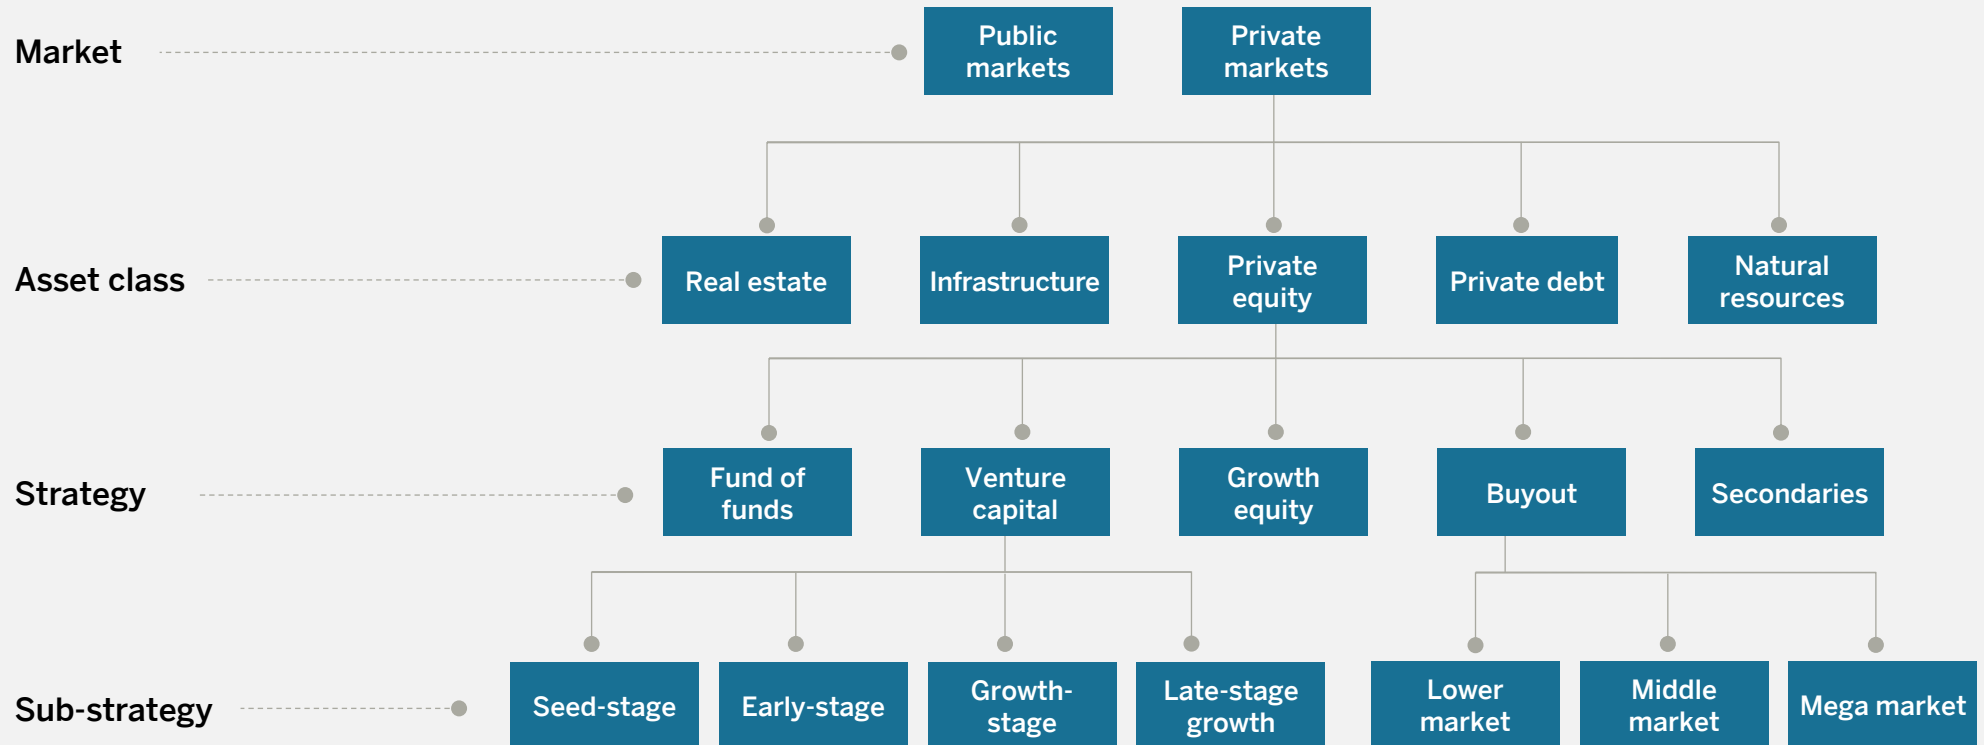 Market
Public
markets
Private
markets
Asset class
Real estate
Infrastructure
Private
equity
Private debt
Natural
resources
Strategy
Fund of
funds
Venture
capital
Growth
equity
Buyout
Secondaries
Sub-strategy
Seed-stage
Early-stage
Growth-
stage
Late-stage
growth
Lower
market
Middle
market
Mega market